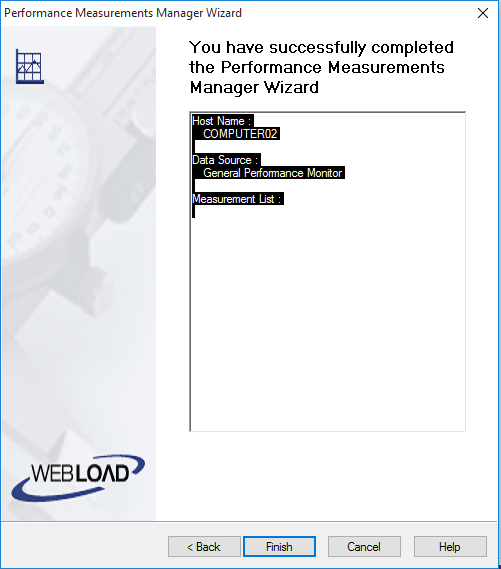 Performance Measurements Manager Wizard
You have successfully completed
the Performance Measurements
Manager Wizard
Host Name :
COMPUTER02
Data Source :
General Performance Monitor
Measurement List :
WEBLOAD
< Back
Finish
Cancel
Help